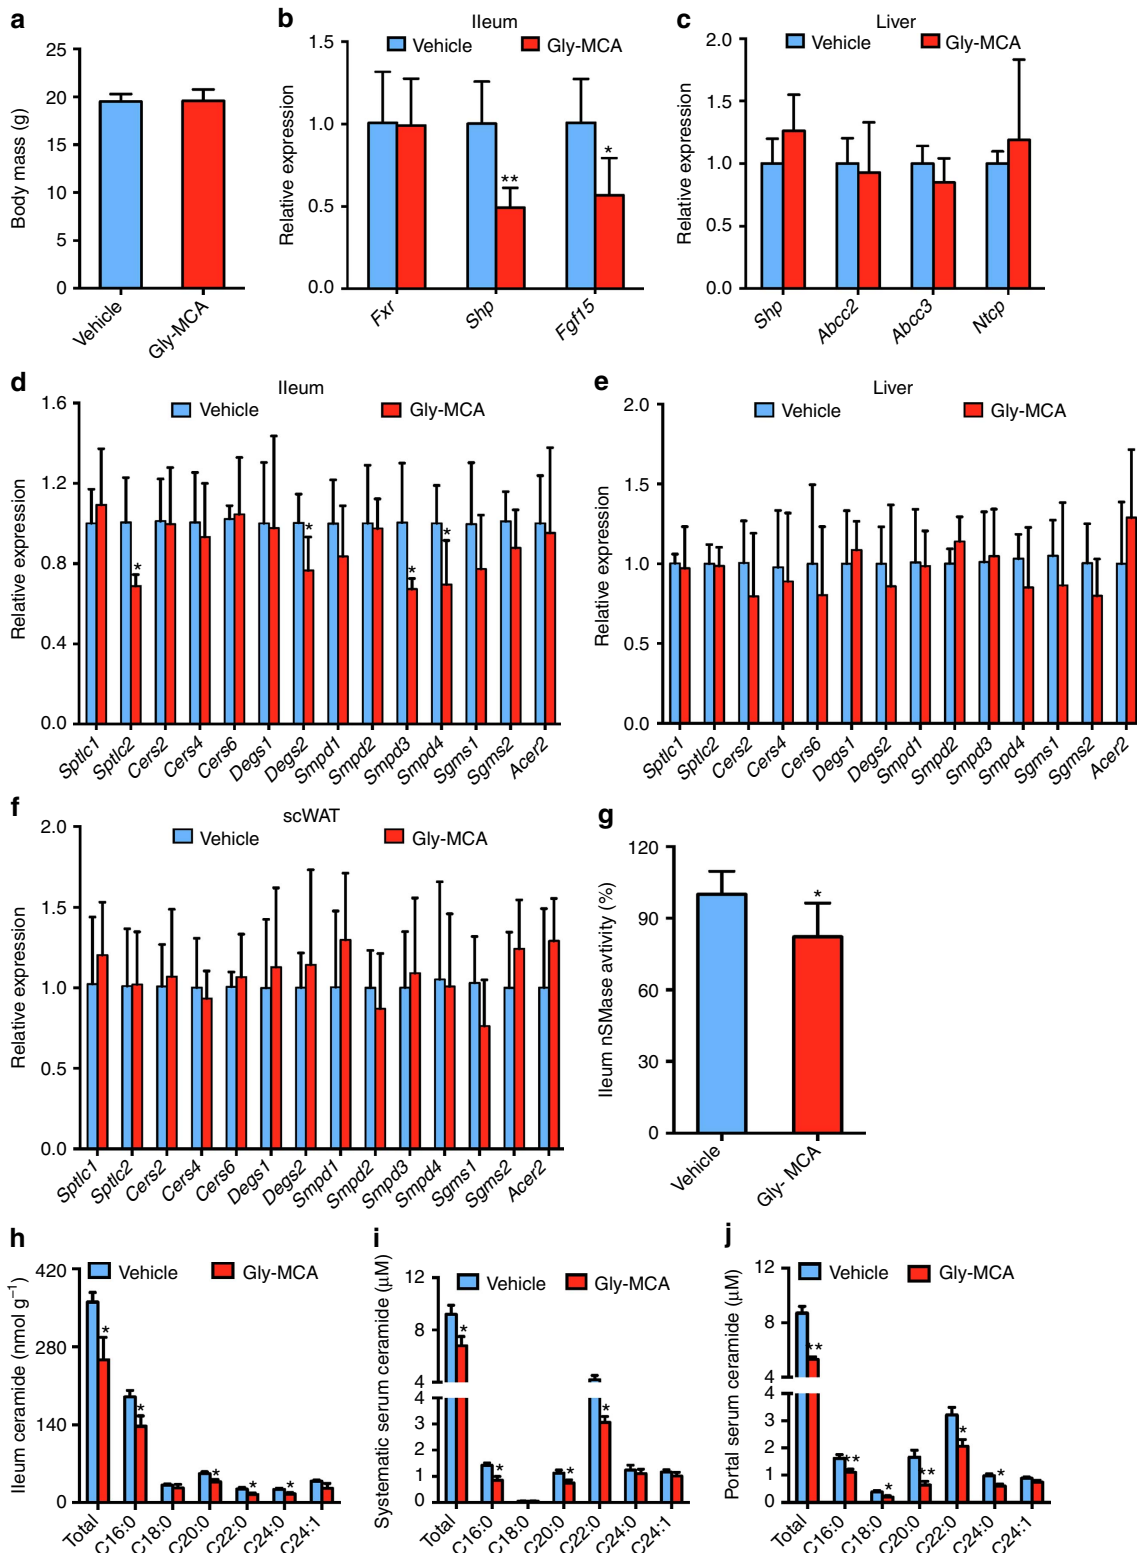 a
Body mass (g)
25
20
15
10
5
0
Vehicle
Gly-MCA
b
Ileum
Vehicle
Gly-MCA
Relative expression
1.5
1.0
0.5
0.0
**
*
Fxr
Shp
Fgf15
c
Liver
Vehicle
Gly-MCA
Relative expression
2.0
1.5
1.0
0.5
0.0
Shp
Abcc2
Abcc3
Ntcp
d
Ileum
Vehicle
Gly-MCA
Relative expression
1.6
1.2
0.8
0.4
0.0
*
*
*
*
Sptlc1
Sptlc2
Cers2
Cers4
Cers6
Degs1
Degs2
Smpd1
Smpd2
Smpd3
Smpd4
Sgms1
Sgms2
Acer2
e
Liver
Vehicle
Gly-MCA
Relative expression
2.0
1.5
1.0
0.5
0.0
Sptlc1
Sptlc2
Cers2
Cers4
Cers6
Degs1
Degs2
Smpd1
Smpd2
Smpd3
Smpd4
Sgms1
Sgms2
Acer2
f
scWAT
Vehicle
Gly-MCA
Relative expression
2.0
1.5
1.0
0.5
0.0
Sptlc1
Sptlc2
Cers2
Cers4
Cers6
Degs1
Degs2
Smpd1
Smpd2
Smpd3
Smpd4
Sgms1
Sgms2
Acer2
g
Ileum nSMase avtivity (%)
120
90
60
30
0
*
Vehicle
Gly- MCA
h
Vehicle
Gly-MCA
Ileum ceramide (nmol g⁻¹)
420
280
140
0
*
*
*
*
*
Total
C16:0
C18:0
C20:0
C22:0
C24:0
C24:1
i
Vehicle
Gly-MCA
Systematic serum ceramide (μM)
12
8
4
4
3
2
1
0
*
*
*
*
Total
C16:0
C18:0
C20:0
C22:0
C24:0
C24:1
j
Vehicle
Gly-MCA
Portal serum ceramide (μM)
12
8
4
4
3
2
1
0
**
**
*
**
*
*
Total
C16:0
C18:0
C20:0
C22:0
C24:0
C24:1